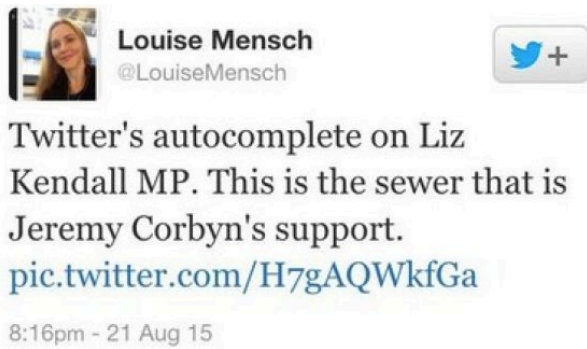 Louise Mensch
@LouiseMensch
Twitter's autocomplete on Liz
Kendall MP. This is the sewer that is
Jeremy Corbyn's support.
pic.twitter.com/H7gAQWkfGa
8:16pm - 21 Aug 15